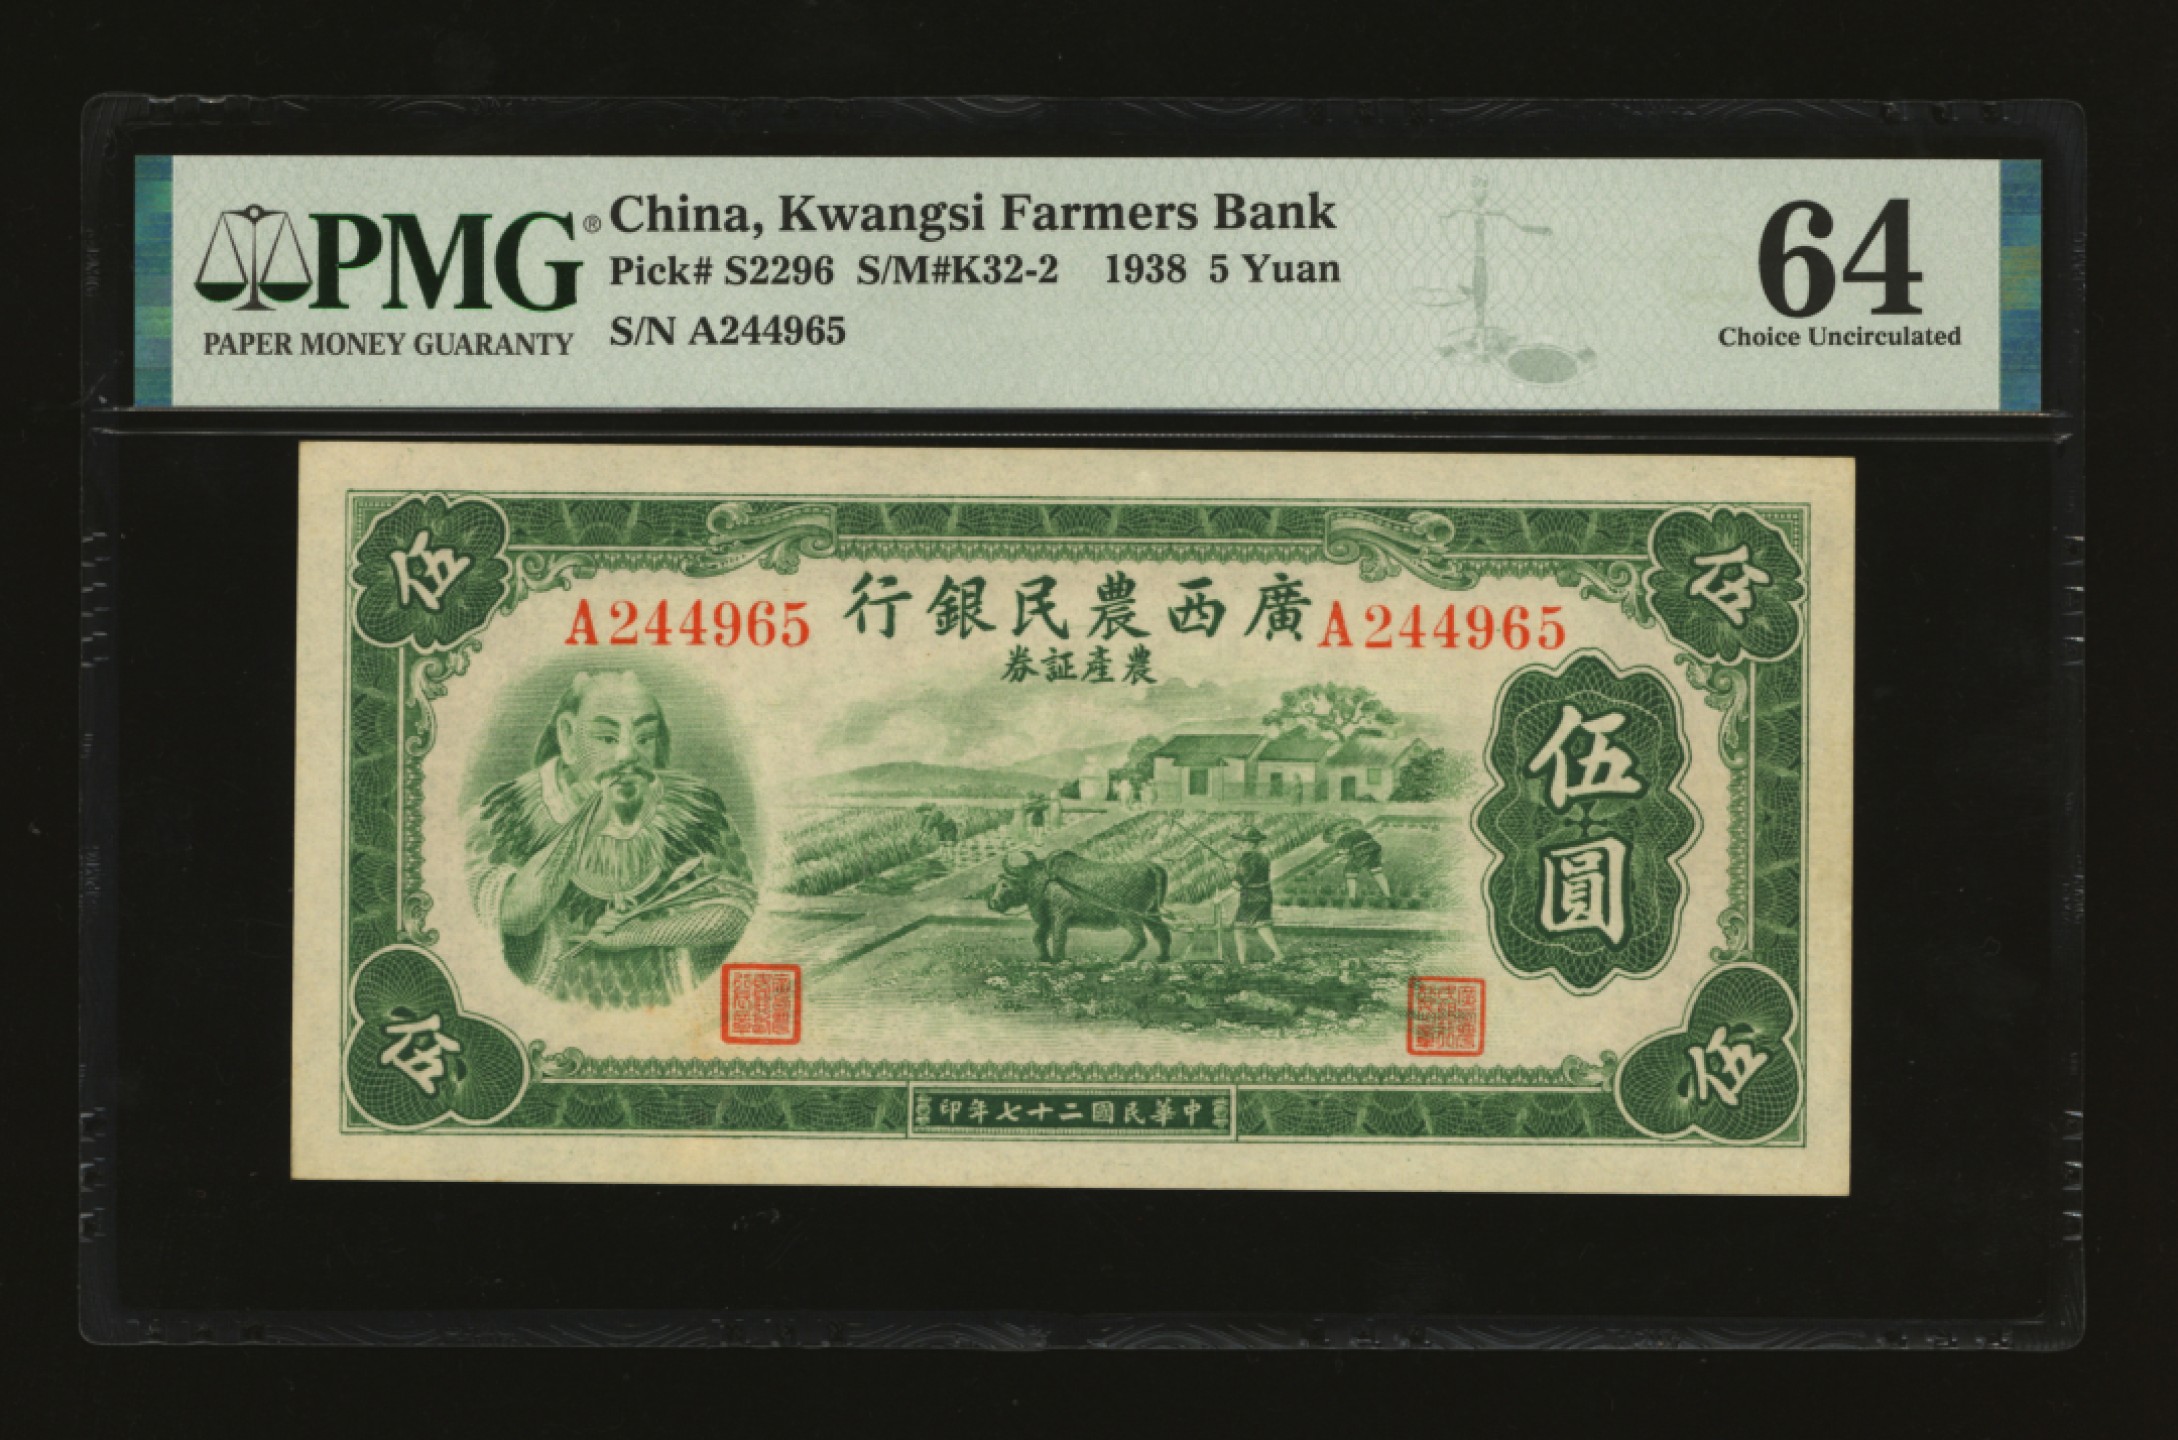 PMG®
PAPER MONEY GUARANTY
China, Kwangsi Farmers Bank
Pick# S2296 S/M#K32-2 1938 5 Yuan
S/N A244965
64
Choice Uncirculated
伍
伍
A244965
行銀民農西廣
A244965
券証產農
伍圓
伍
伍
印年七十二國民華中